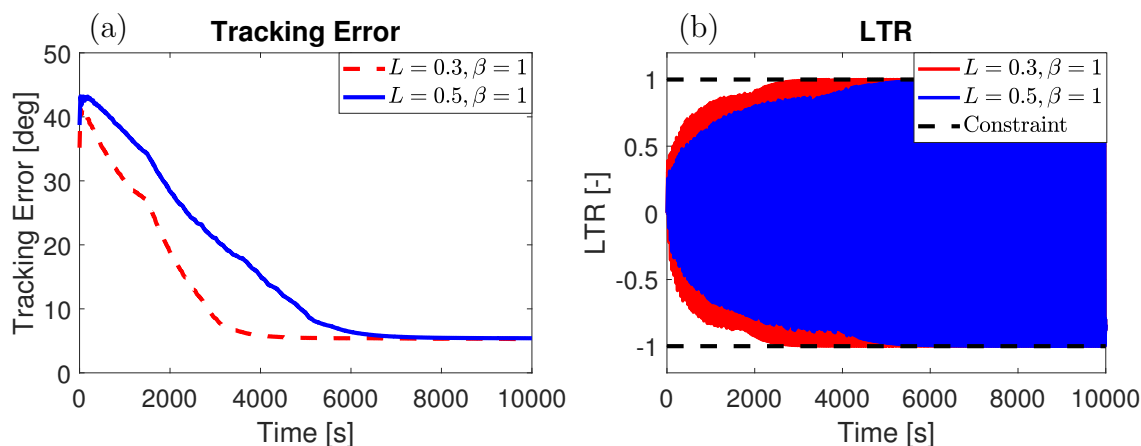 (a)
Tracking Error
50
40
30
20
10
0
Tracking Error [deg]
0 2000 4000 6000 8000 10000
Time [s]
L = 0.3, β = 1
L = 0.5, β = 1
(b)
LTR
1
0.5
0
-0.5
-1
LTR [-]
0 2000 4000 6000 8000 10000
Time [s]
L = 0.3, β = 1
L = 0.5, β = 1
Constraint